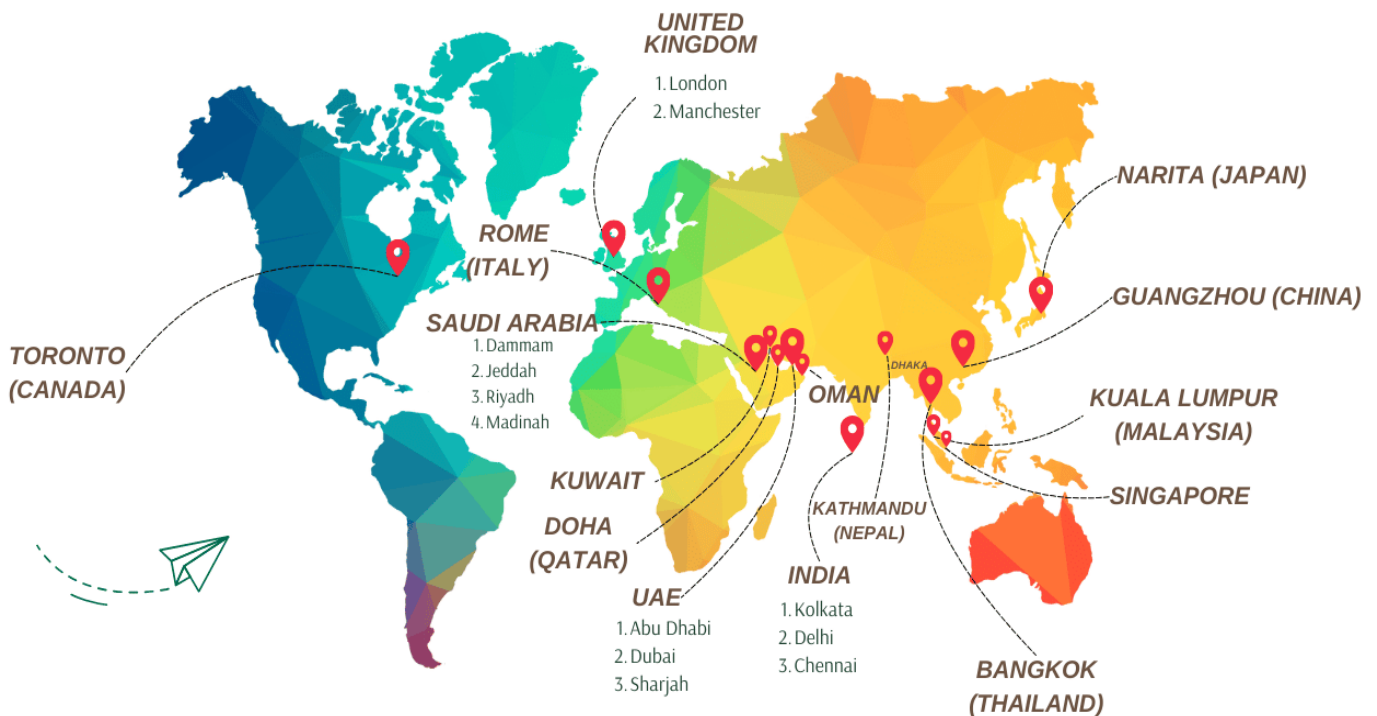 UNITED
KINGDOM
1. London
2. Manchester
NARITA (JAPAN)
ROME
(ITALY)
GUANGZHOU (CHINA)
SAUDI ARABIA
1. Dammam
2. Jeddah
3. Riyadh
4. Madinah
TORONTO
(CANADA)
DHAKA
OMAN
KUALA LUMPUR
(MALAYSIA)
KUWAIT
SINGAPORE
KATHMANDU
(NEPAL)
DOHA
(QATAR)
INDIA
1. Kolkata
2. Delhi
3. Chennai
UAE
1. Abu Dhabi
2. Dubai
3. Sharjah
BANGKOK
(THAILAND)